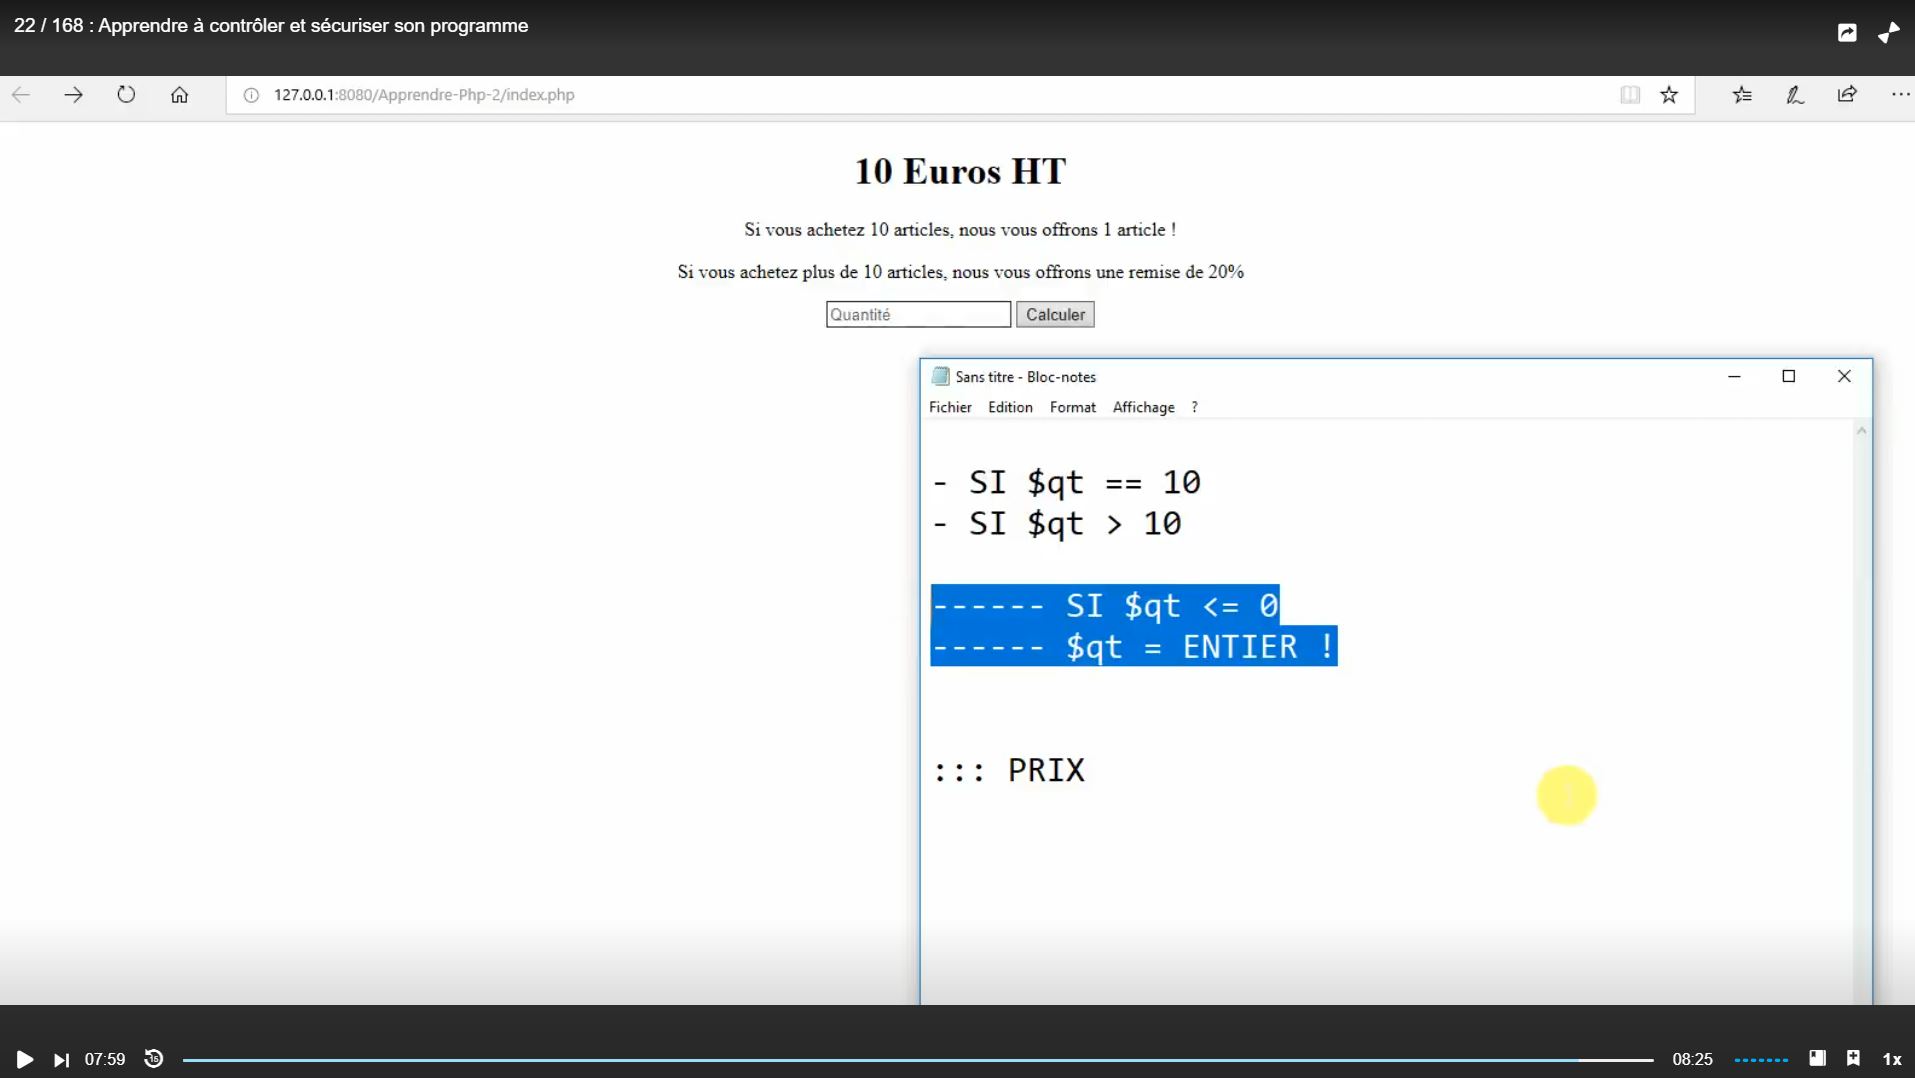 22 / 168 : Apprendre à contrôler et sécuriser son programme
127.0.0.1:8080/Apprendre-Php-2/index.php
10 Euros HT
Si vous achetez 10 articles, nous vous offrons 1 article !
Si vous achetez plus de 10 articles, nous vous offrons une remise de 20%
Quantité Calculer
Sans titre - Bloc-notes
Fichier Edition Format Affichage ?
- SI $qt == 10
- SI $qt > 10
------ SI $qt <= 0
------ $qt = ENTIER !
::: PRIX
07:59 15 08:25 1x